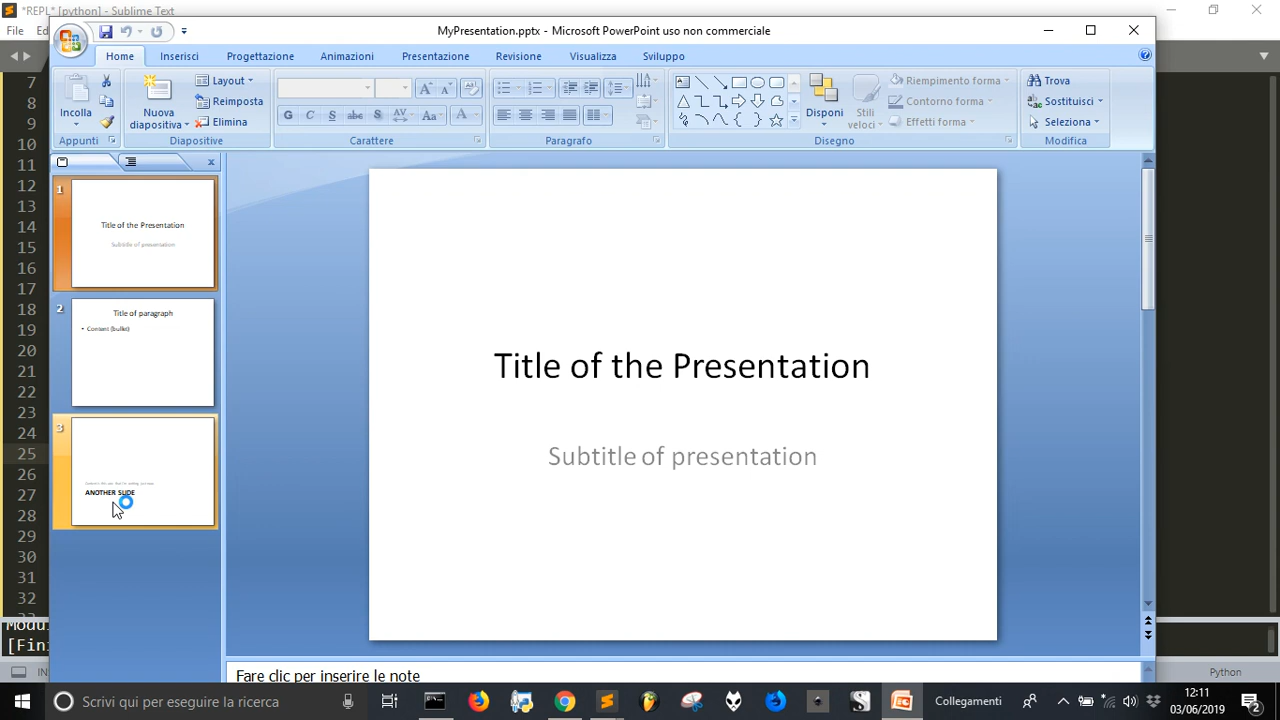 *REPL* [python] - Sublime Text
File
MyPresentation.pptx - Microsoft PowerPoint uso non commerciale
Home Inserisci Progettazione Animazioni Presentazione Revisione Visualizza Sviluppo
Incolla
Appunti
Nuova diapositiva
Layout
Reimposta
Elimina
Diapositive
G C S abc S AV Aa A
Carattere
Paragrafo
Disponi
Stili veloci
Riempimento forma
Contorno forma
Effetti forma
Disegno
Trova
Sostituisci
Seleziona
Modifica
7
8
9
10
11
12
13
14
15
16
17
18
19
20
21
22
23
24
25
26
27
28
29
30
31
32
1
Title of the Presentation
Subtitle of presentation
2
Title of paragraph
• Content (bullet)
3
ANOTHER SLIDE
Title of the Presentation
Subtitle of presentation
Fare clic per inserire le note
[Fin
Python
Scrivi qui per eseguire la ricerca
Collegamenti
12:11
03/06/2019
2